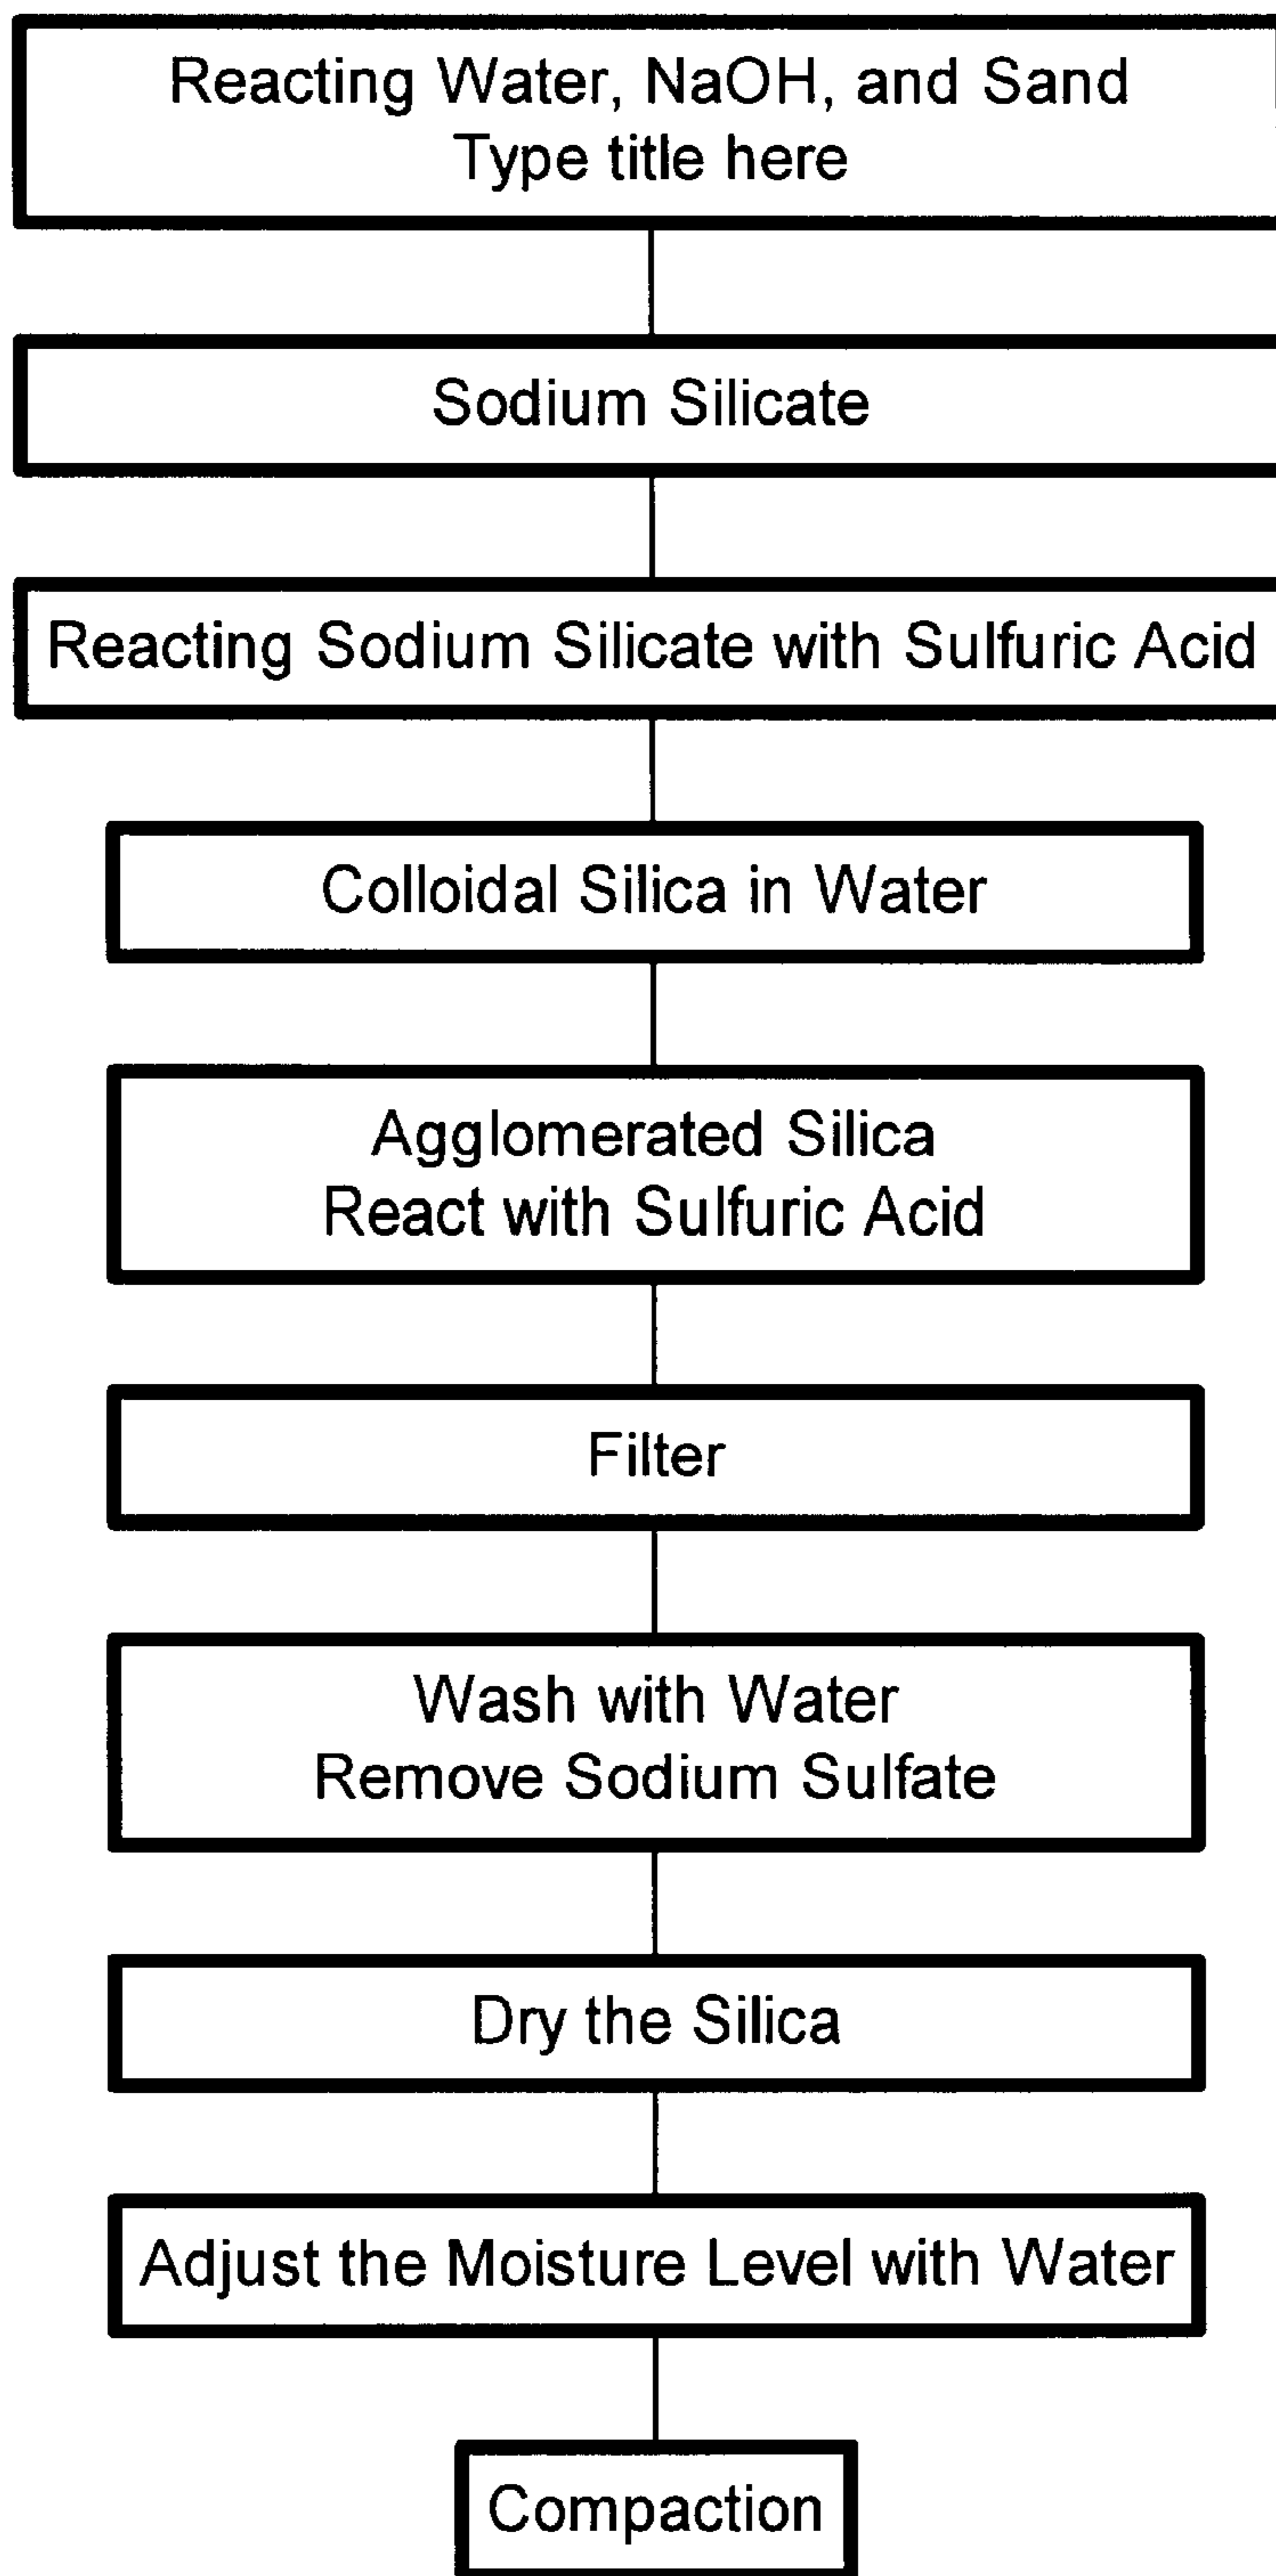 Reacting Water, NaOH, and Sand
Type title here
Sodium Silicate
Reacting Sodium Silicate with Sulfuric Acid
Colloidal Silica in Water
Agglomerated Silica
React with Sulfuric Acid
Filter
Wash with Water
Remove Sodium Sulfate
Dry the Silica
Adjust the Moisture Level with Water
Compaction